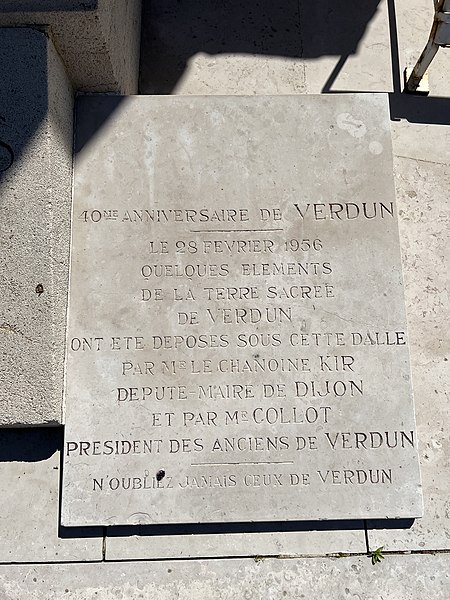 40ME ANNIVERSAIRE DE VERDUN
LE 28 FEVRIER 1956
QUELQUES ELEMENTS
DE LA TERRE SACREE
DE VERDUN
ONT ETE DEPOSES SOUS CETTE DALLE
PAR MR LE CHANOINE KIR
DEPUTE-MAIRE DE DIJON
ET PAR MR COLLOT
PRESIDENT DES ANCIENS DE VERDUN
N'OUBLIEZ JAMAIS CEUX DE VERDUN